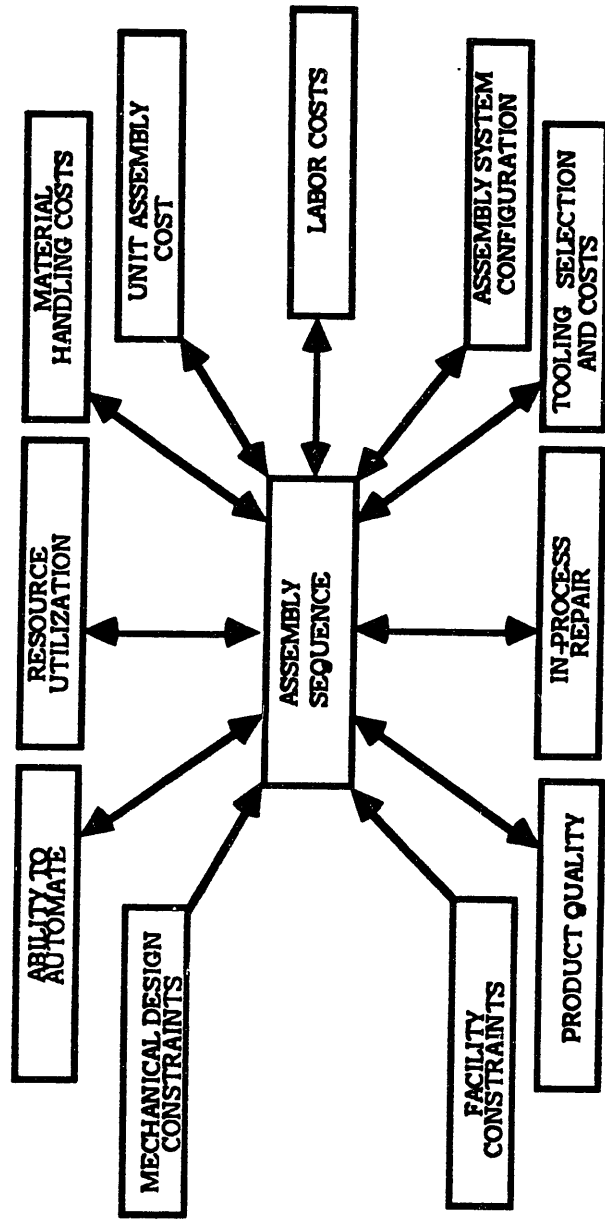 ABILITY TO
AUTOMATE
RESOURCE
UTILIZATION
MATERIAL
HANDLING COSTS
MECHANICAL DESIGN
CONSTRAINTS
UNIT ASSEMBLY
COST
ASSEMBLY
SEQUENCE
LABOR COSTS
FACILITY
CONSTRAINTS
ASSEMBLY SYSTEM
CONFIGURATION
PRODUCT QUALITY
IN-PROCESS
REPAIR
TOOLING SELECTION
AND COSTS